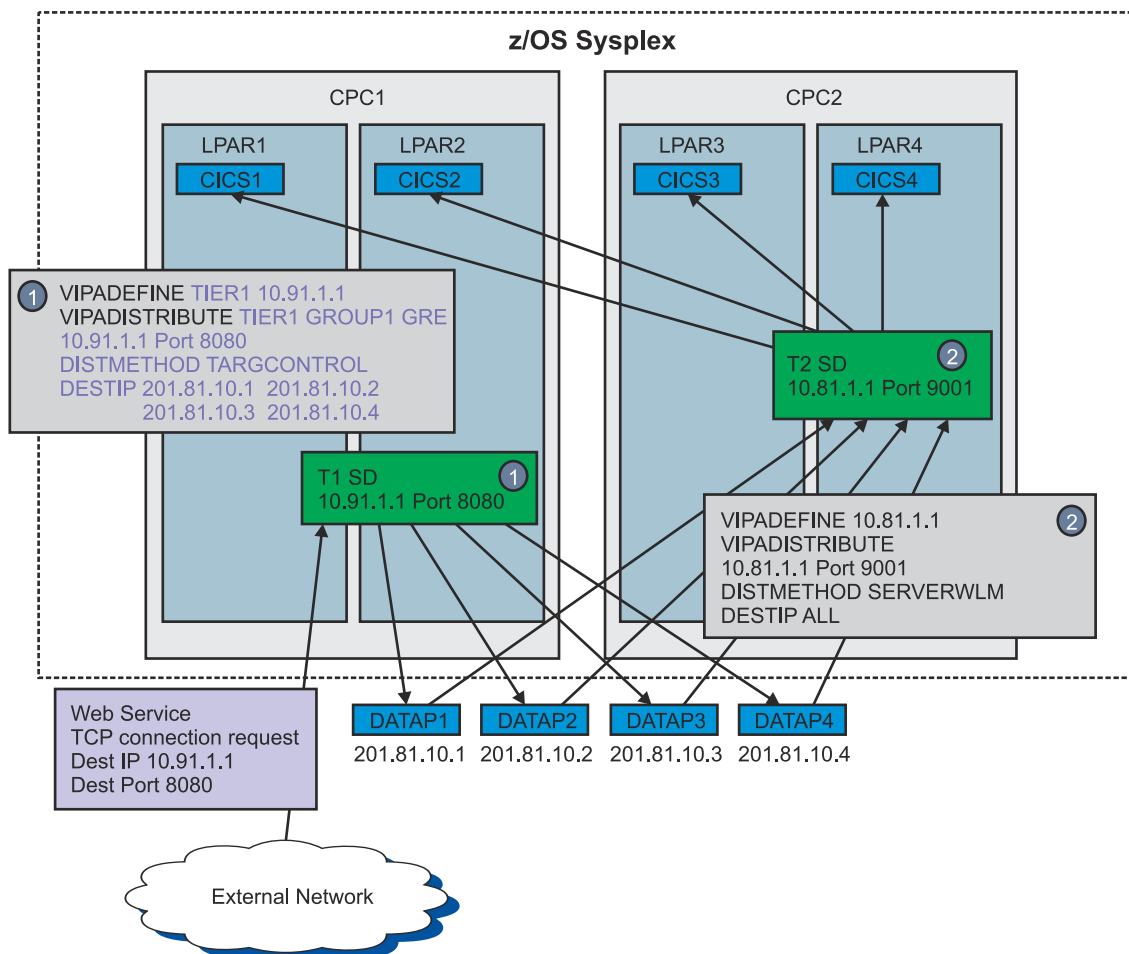 z/OS Sysplex
CPC1
CPC2
LPAR1
LPAR2
LPAR3
LPAR4
CICS1
CICS2
CICS3
CICS4
1
VIPADEFINE TIER1 10.91.1.1
VIPADISTRIBUTE TIER1 GROUP1 GRE
10.91.1.1 Port 8080
DISTMETHOD TARGCONTROL
DESTIP 201.81.10.1 201.81.10.2
201.81.10.3 201.81.10.4
2
T2 SD
10.81.1.1 Port 9001
T1 SD
10.91.1.1 Port 8080
1
VIPADEFINE 10.81.1.1
VIPADISTRIBUTE
10.81.1.1 Port 9001
DISTMETHOD SERVERWLM
DESTIP ALL
2
Web Service
TCP connection request
Dest IP 10.91.1.1
Dest Port 8080
DATAP1
DATAP2
DATAP3
DATAP4
201.81.10.1
201.81.10.2
201.81.10.3
201.81.10.4
External Network